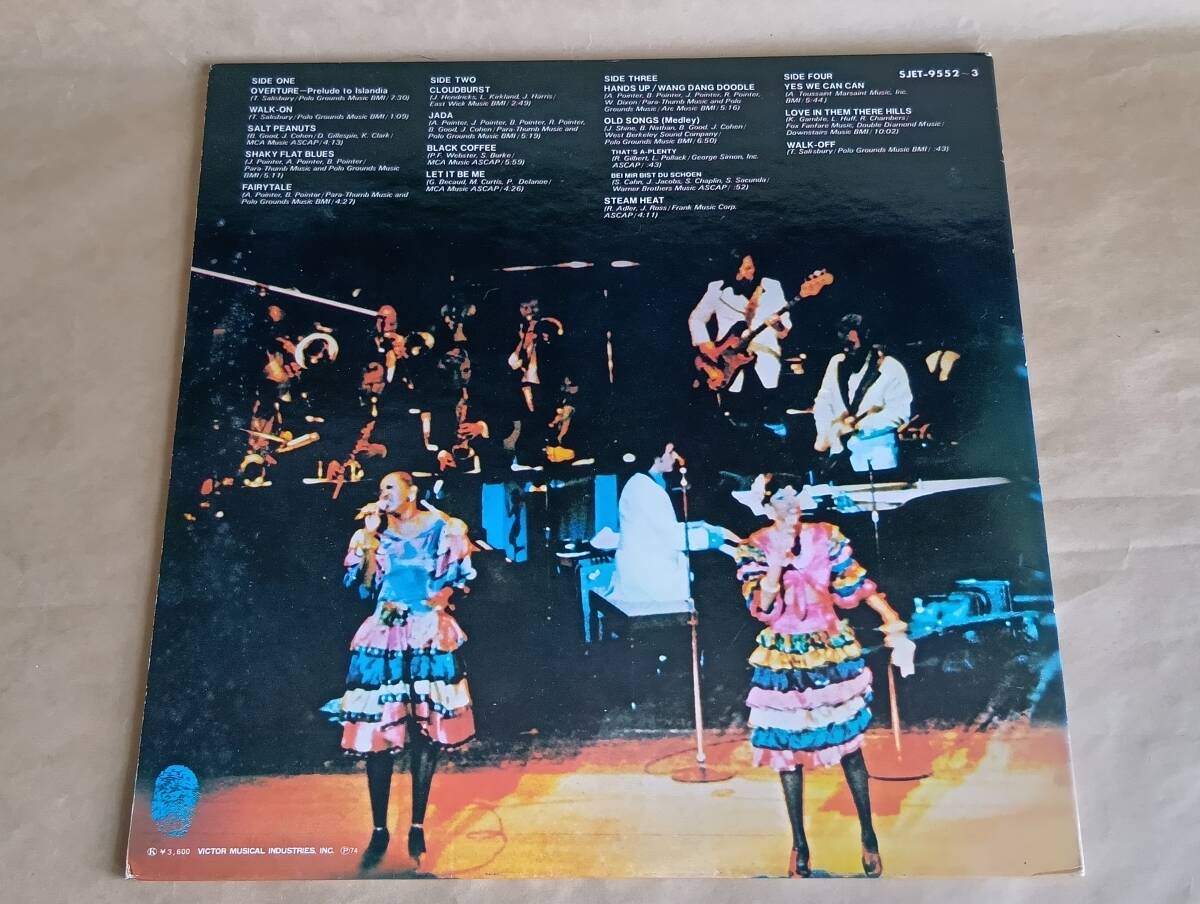 SJET-9552~3
SIDE ONE
OVERTURE—Prelude to Islandia
(T. Salisbury/Polo Grounds Music BMI/7:30)
WALK-ON
(T. Salisbury/Polo Grounds Music BMI/1:09)
SALT PEANUTS
(B. Good, J. Cohen/D. Gillespie, K. Clark/
MCA Music ASCAP/4:13)
SHAKY FLAT BLUES
(J. Pointer, A. Pointer, B. Pointer/
Para-Thumb Music and Polo Grounds Music
BMI/5:11)
FAIRYTALE
(A. Pointer, B. Pointer/Para-Thumb Music and
Polo Grounds Music BMI/4:27)
SIDE TWO
CLOUDBURST
(J. Hendricks, L. Kirkland, J. Harris/
East Wick Music BMI/2:49)
JADA
(A. Pointer, J. Pointer, B. Pointer, R. Pointer,
B. Good, J. Cohen/Para-Thumb Music and
Polo Grounds Music BMI/5:19)
BLACK COFFEE
(P.F. Webster, S. Burke/
MCA Music ASCAP/5:59)
LET IT BE ME
(G. Becaud, M. Curtis, P. Delanoe/
MCA Music ASCAP/4:26)
SIDE THREE
HANDS UP/WANG DANG DOODLE
(A. Pointer, B. Pointer, J. Pointer, R. Pointer,
W. Dixon/Para-Thumb Music and Polo
Grounds Music/Arc Music BMI/5:16)
OLD SONGS (Medley)
(J. Shine, B. Nathan, B. Good, J. Cohen/
West Berkeley Sound Company/
Polo Grounds Music BMI/6:50)
THAT'S A-PLENTY
(R. Gilbert, L. Pollack/George Simon, Inc.
ASCAP/:43)
BEI MIR BIST DU SCHOEN
(S. Cahn, J. Jacobs, S. Chaplin, S. Sacunda/
Warner Brothers Music ASCAP/:52)
STEAM HEAT
(R. Adler, J. Ross/Frank Music Corp.
ASCAP/4:11)
SIDE FOUR
YES WE CAN CAN
(A. Toussaint Marsaint Music, Inc.
BMI/5:44)
LOVE IN THEM THERE HILLS
(K. Gamble, L. Huff, R. Chambers/
Fox Fanfare Music, Double Diamond Music/
Downstairs Music BMI/10:02)
WALK-OFF
(T. Salisbury/Polo Grounds Music BMI/:43)
Ⓚ ¥3,600 VICTOR MUSICAL INDUSTRIES, INC. Ⓟ74